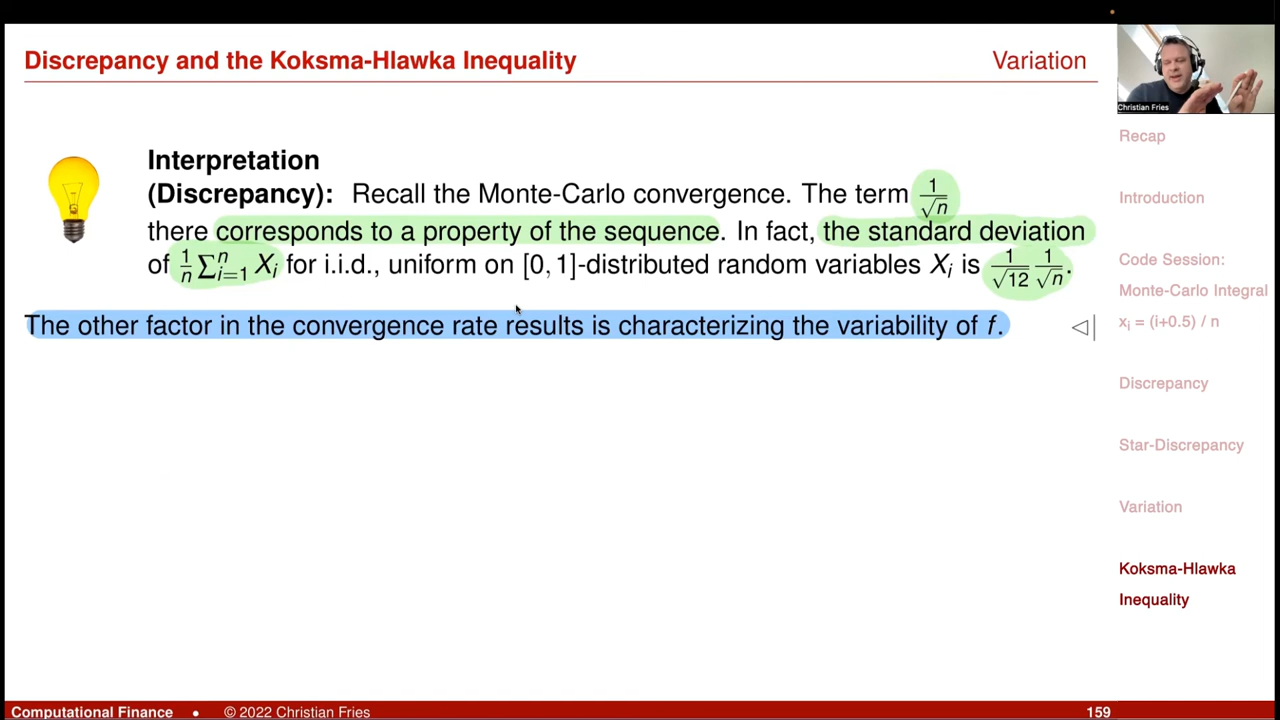 Discrepancy and the Koksma-Hlawka Inequality
Variation
Christian Fries
Interpretation
(Discrepancy): Recall the Monte-Carlo convergence. The term 1/√n
there corresponds to a property of the sequence. In fact, the standard deviation
of 1/n ∑ⁿᵢ₌₁ Xᵢ for i.i.d., uniform on [0, 1]-distributed random variables Xᵢ is 1/√12 1/√n.
The other factor in the convergence rate results is characterizing the variability of f. ◁|
Recap
Introduction
Code Session:
Monte-Carlo Integral
xᵢ = (i+0.5) / n
Discrepancy
Star-Discrepancy
Variation
Koksma-Hlawka
Inequality
Computational Finance • © 2022 Christian Fries
159